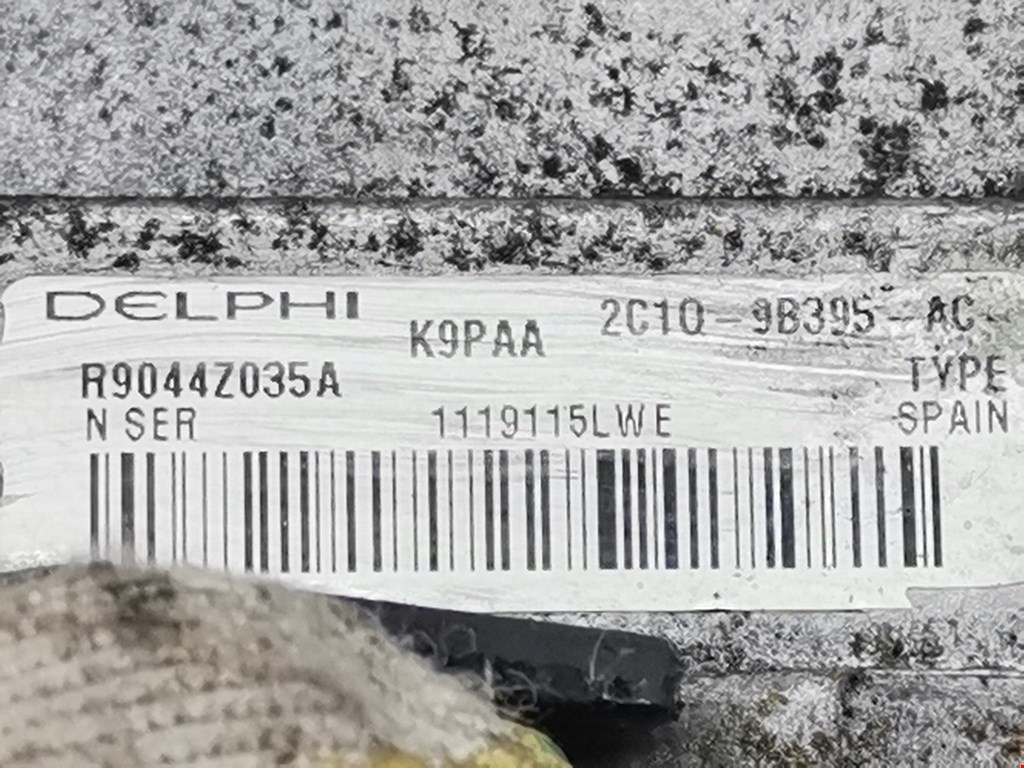 DELPHI
K9PAA
2C1Q-9B395-AC
R9044Z035A
TYPE
N SER
1119115LWE
SPAIN